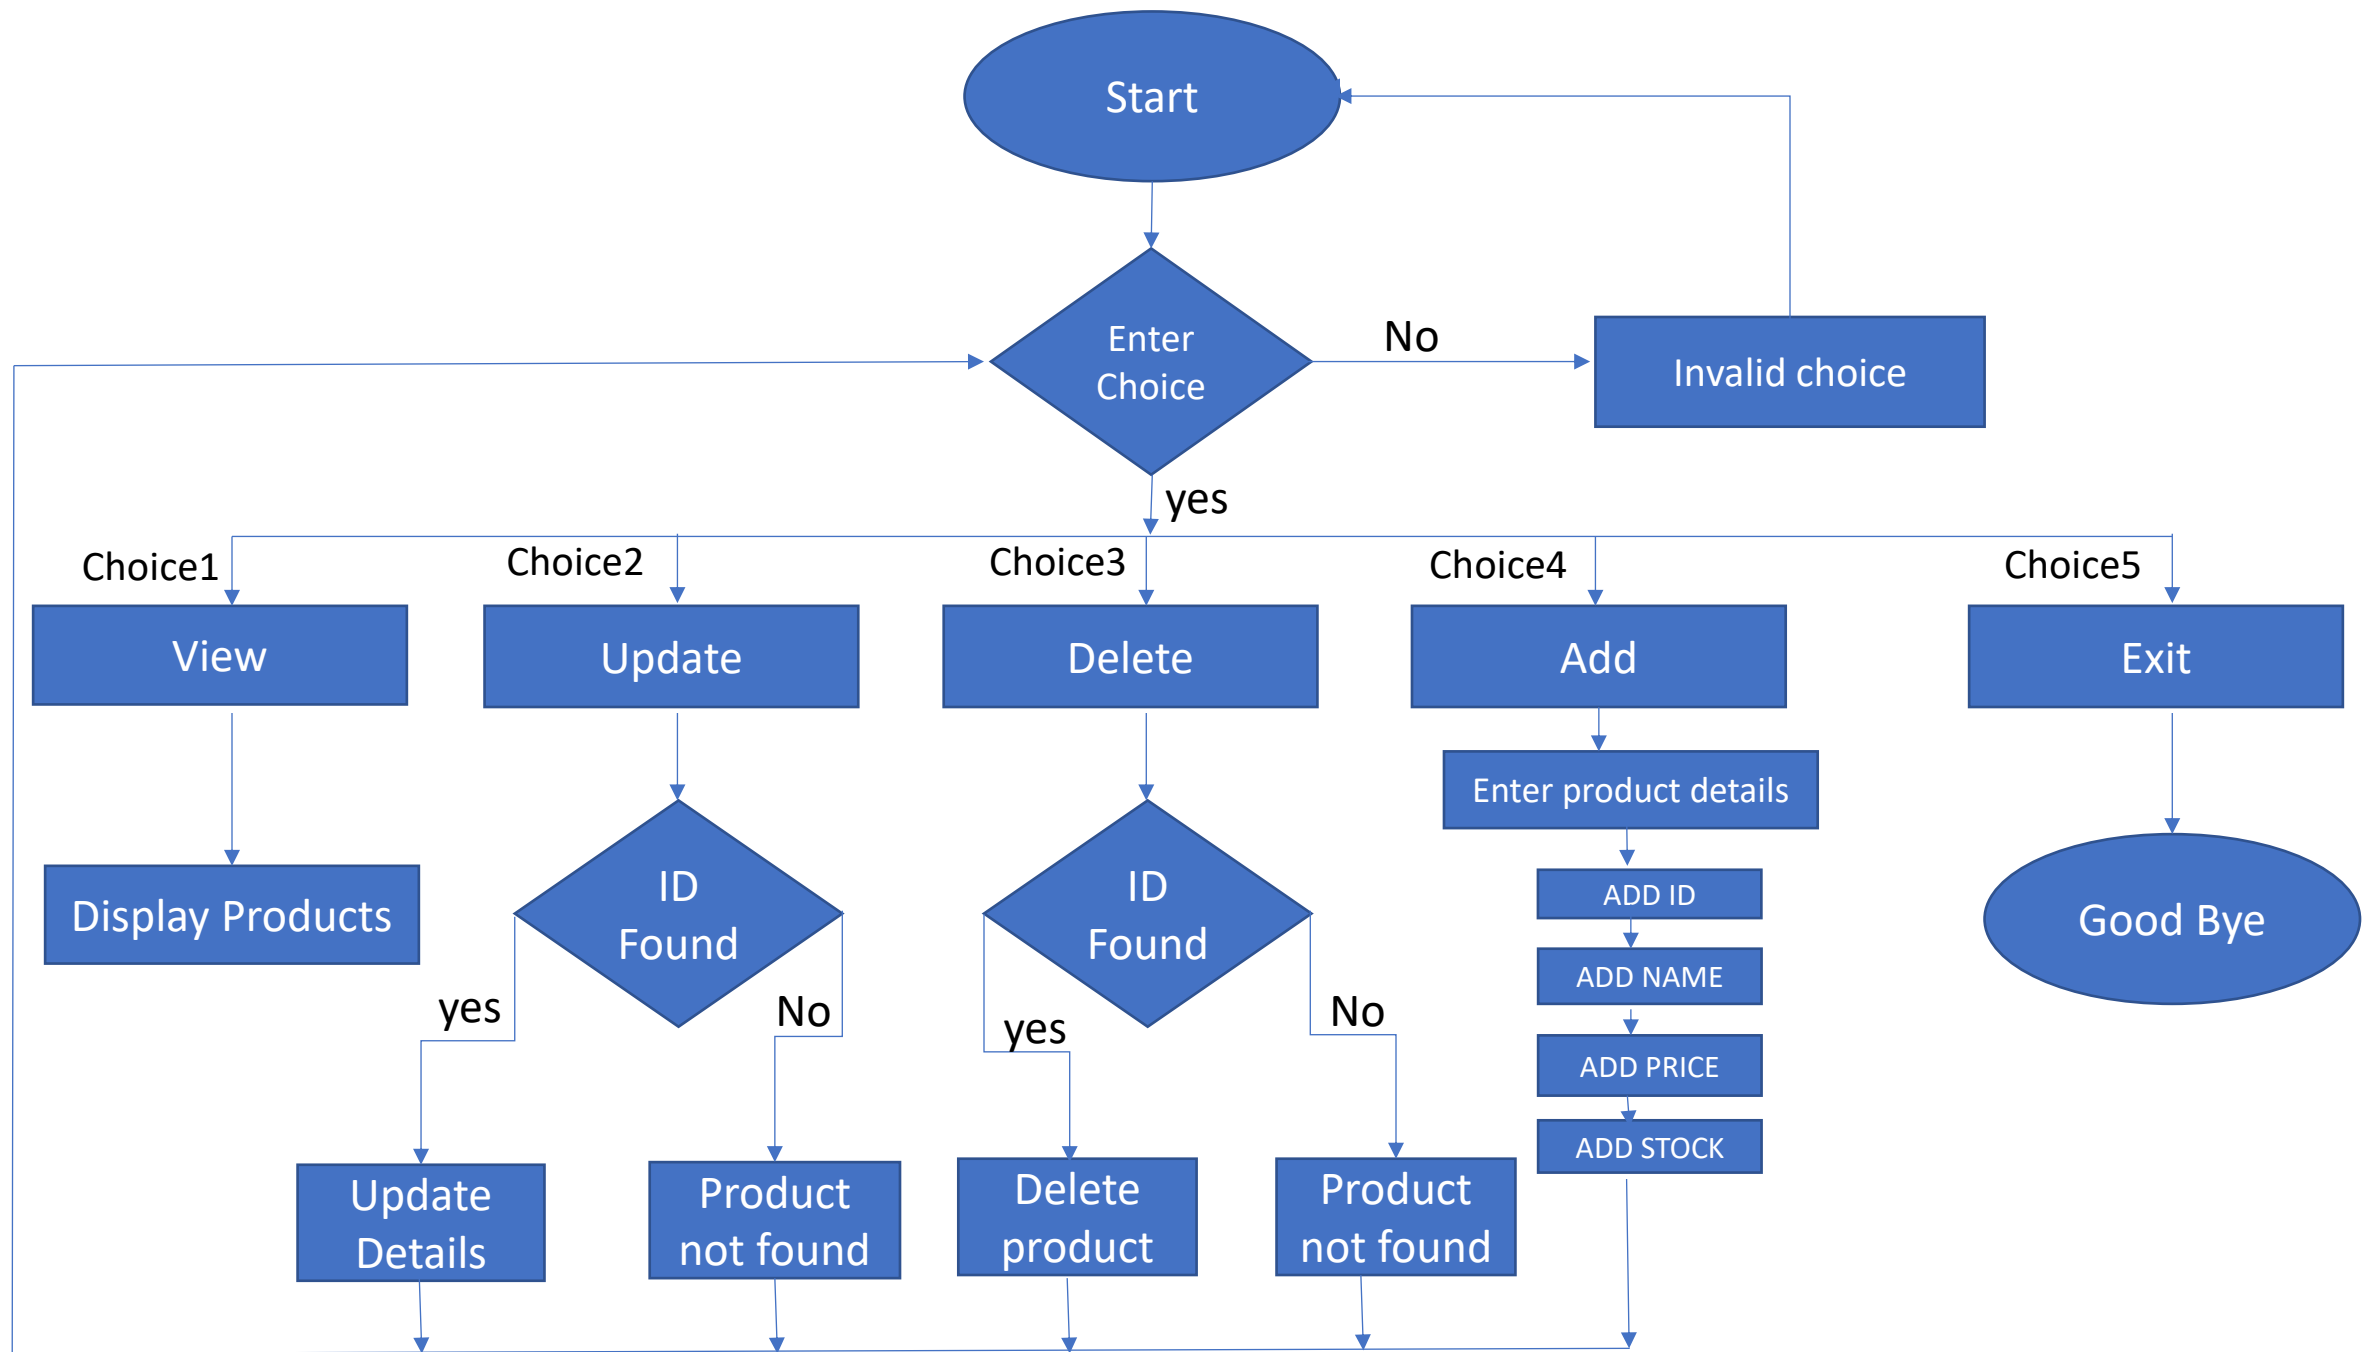 Start
Enter
Choice
No
Invalid choice
yes
Choice1
Choice2
Choice3
Choice4
Choice5
View
Update
Delete
Add
Exit
Enter product details
Display Products
ID
Found
ID
Found
ADD ID
ADD NAME
ADD PRICE
ADD STOCK
Good Bye
yes
No
yes
No
Update
Details
Product
not found
Delete
product
Product
not found